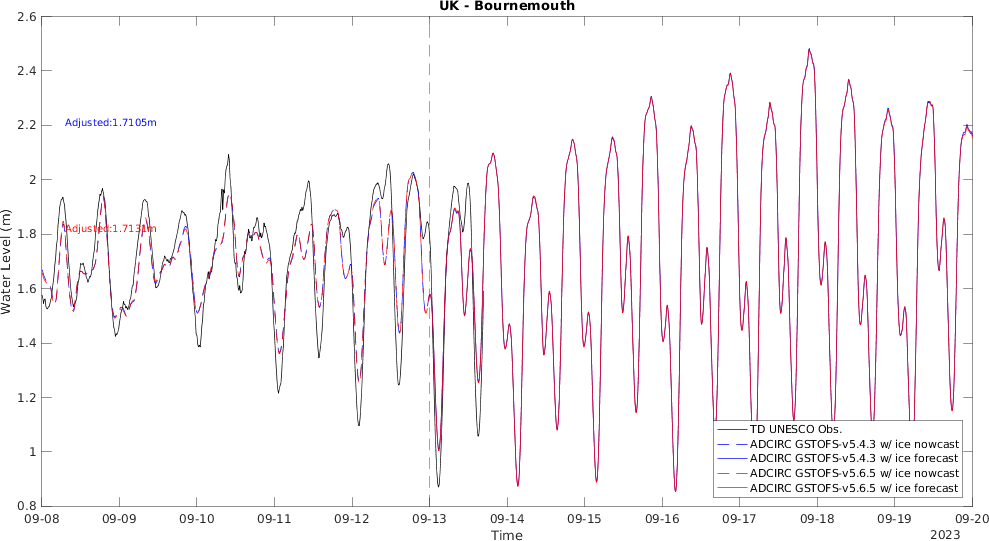 UK - Bournemouth
2.6
2.4
2.2
2
1.8
1.6
1.4
1.2
1
0.8
Water Level (m)
Adjusted:1.7105m
Adjusted:1.7131m
TD UNESCO Obs.
ADCIRC GSTOFS-v5.4.3 w/ ice nowcast
ADCIRC GSTOFS-v5.4.3 w/ ice forecast
ADCIRC GSTOFS-v5.6.5 w/ ice nowcast
ADCIRC GSTOFS-v5.6.5 w/ ice forecast
09-08 09-09 09-10 09-11 09-12 09-13 09-14 09-15 09-16 09-17 09-18 09-19 09-20
Time
2023